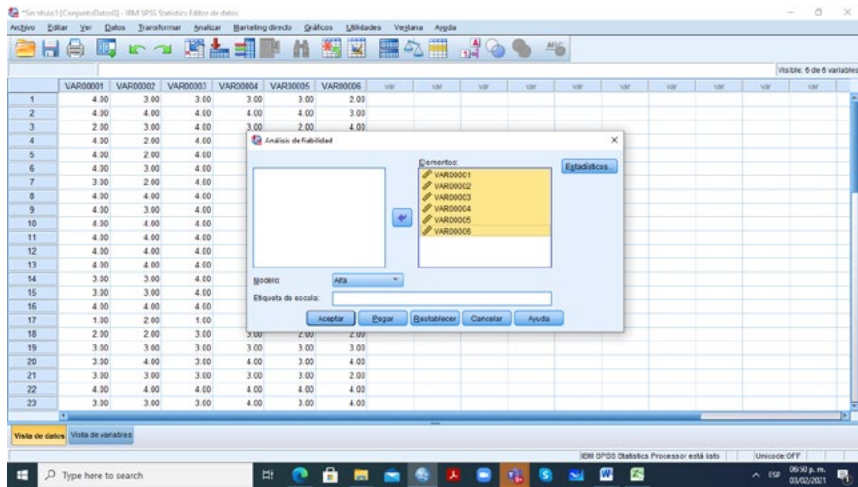 *Sin título1 [ConjuntoDatos0] - IBM SPSS Statistics Editor de datos
Archivo Editar Ver Datos Transformar Analizar Marketing directo Gráficos Utilidades Ventana Ayuda
Visible: 6 de 6 variables
VAR00001 VAR00002 VAR00003 VAR00004 VAR00005 VAR00006 var var var var var var var var
1 4.00 3.00 3.00 3.00 3.00 2.00
2 4.00 4.00 4.00 4.00 4.00 3.00
3 2.00 3.00 4.00 3.00 2.00 4.00
4 4.00 2.00 4.00
5 4.00 2.00 4.00
6 4.00 3.00 4.00
7 3.00 2.00 4.00
8 4.00 4.00 4.00
9 4.00 3.00 4.00
10 4.00 4.00 4.00
11 4.00 4.00 4.00
12 4.00 4.00 4.00
13 4.00 4.00 4.00
14 3.00 3.00 4.00
15 3.00 3.00 4.00
16 4.00 4.00 4.00
17 1.00 2.00 1.00
18 2.00 2.00 3.00 3.00 2.00 2.00
19 3.00 3.00 3.00 3.00 3.00 3.00
20 3.00 4.00 3.00 4.00 3.00 4.00
21 3.00 3.00 3.00 3.00 3.00 2.00
22 4.00 4.00 4.00 4.00 4.00 4.00
23 3.00 3.00 3.00 4.00 3.00 4.00
Análisis de fiabilidad
Elementos:
VAR00001
VAR00002
VAR00003
VAR00004
VAR00005
VAR00006
Estadísticos...
Modelo: Alfa
Etiqueta de escala:
Aceptar Pegar Restablecer Cancelar Ayuda
Vista de datos Vista de variables
IBM SPSS Statistics Processor está listo Unicode:OFF
Type here to search
ESP
06:50 p. m.
03/02/2021